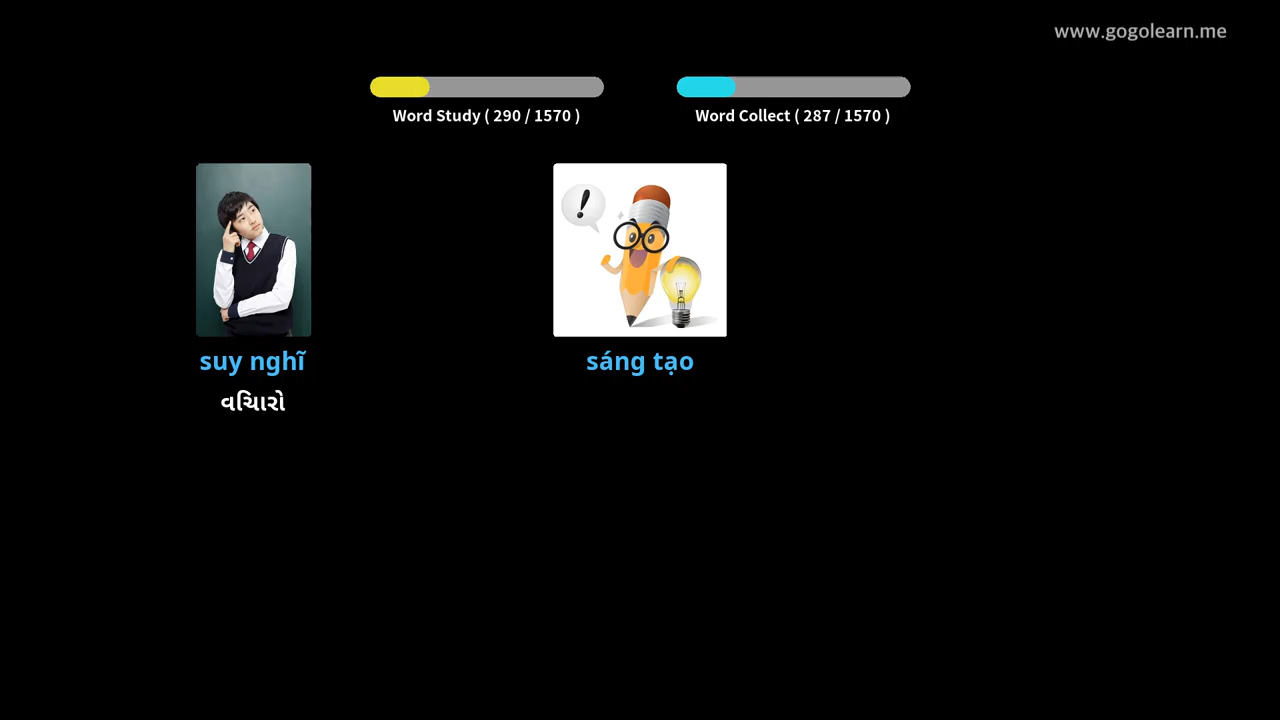 www.gogolearn.me
Word Study ( 290 / 1570 )
Word Collect ( 287 / 1570 )
!
suy nghĩ
sáng tạo
વિચારો